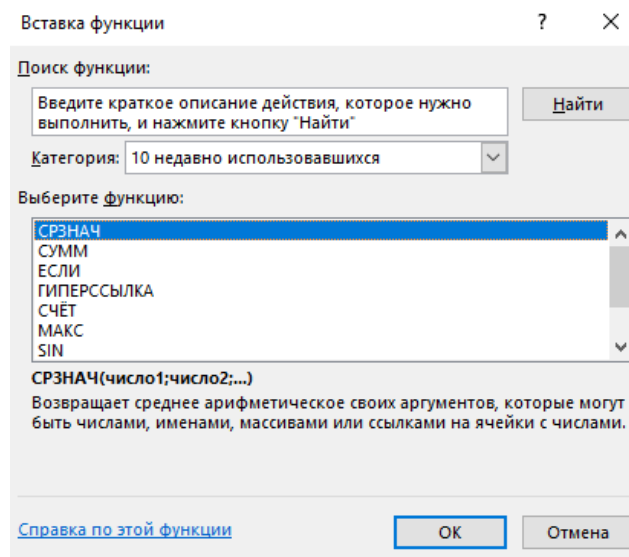 Вставка функции
?
Поиск функции:
Введите краткое описание действия, которое нужно
выполнить, и нажмите кнопку "Найти"
Найти
Категория: 10 недавно использовавшихся
Выберите функцию:
СРЗНАЧ
СУММ
ЕСЛИ
ГИПЕРССЫЛКА
СЧЁТ
МАКС
SIN
СРЗНАЧ(число1;число2;...)
Возвращает среднее арифметическое своих аргументов, которые могут
быть числами, именами, массивами или ссылками на ячейки с числами.
Справка по этой функции
ОК
Отмена